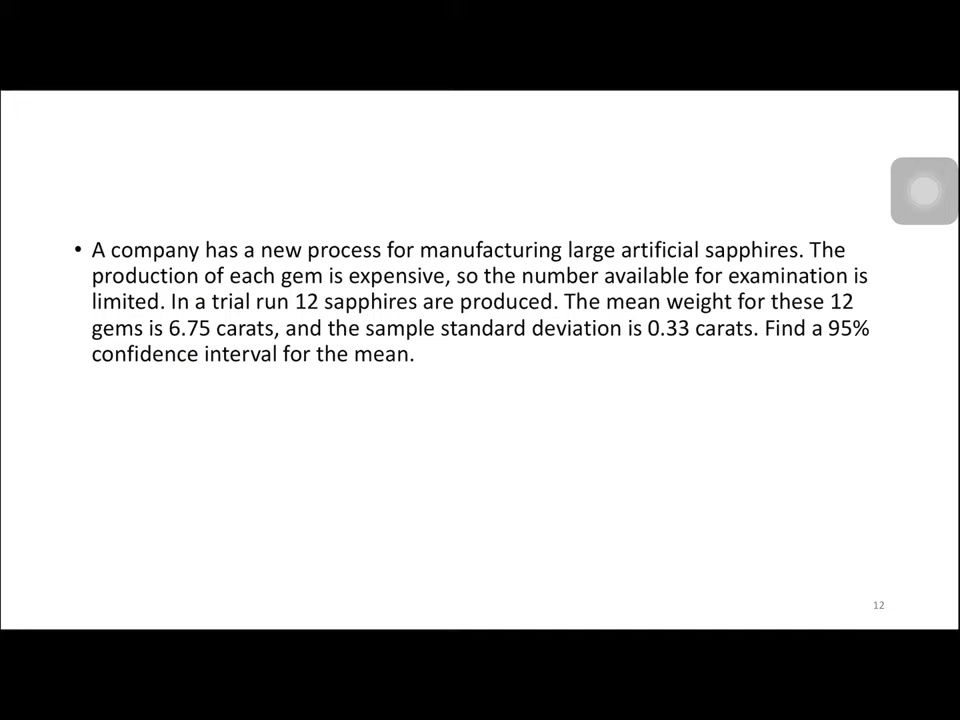 • A company has a new process for manufacturing large artificial sapphires. The
production of each gem is expensive, so the number available for examination is
limited. In a trial run 12 sapphires are produced. The mean weight for these 12
gems is 6.75 carats, and the sample standard deviation is 0.33 carats. Find a 95%
confidence interval for the mean.
12